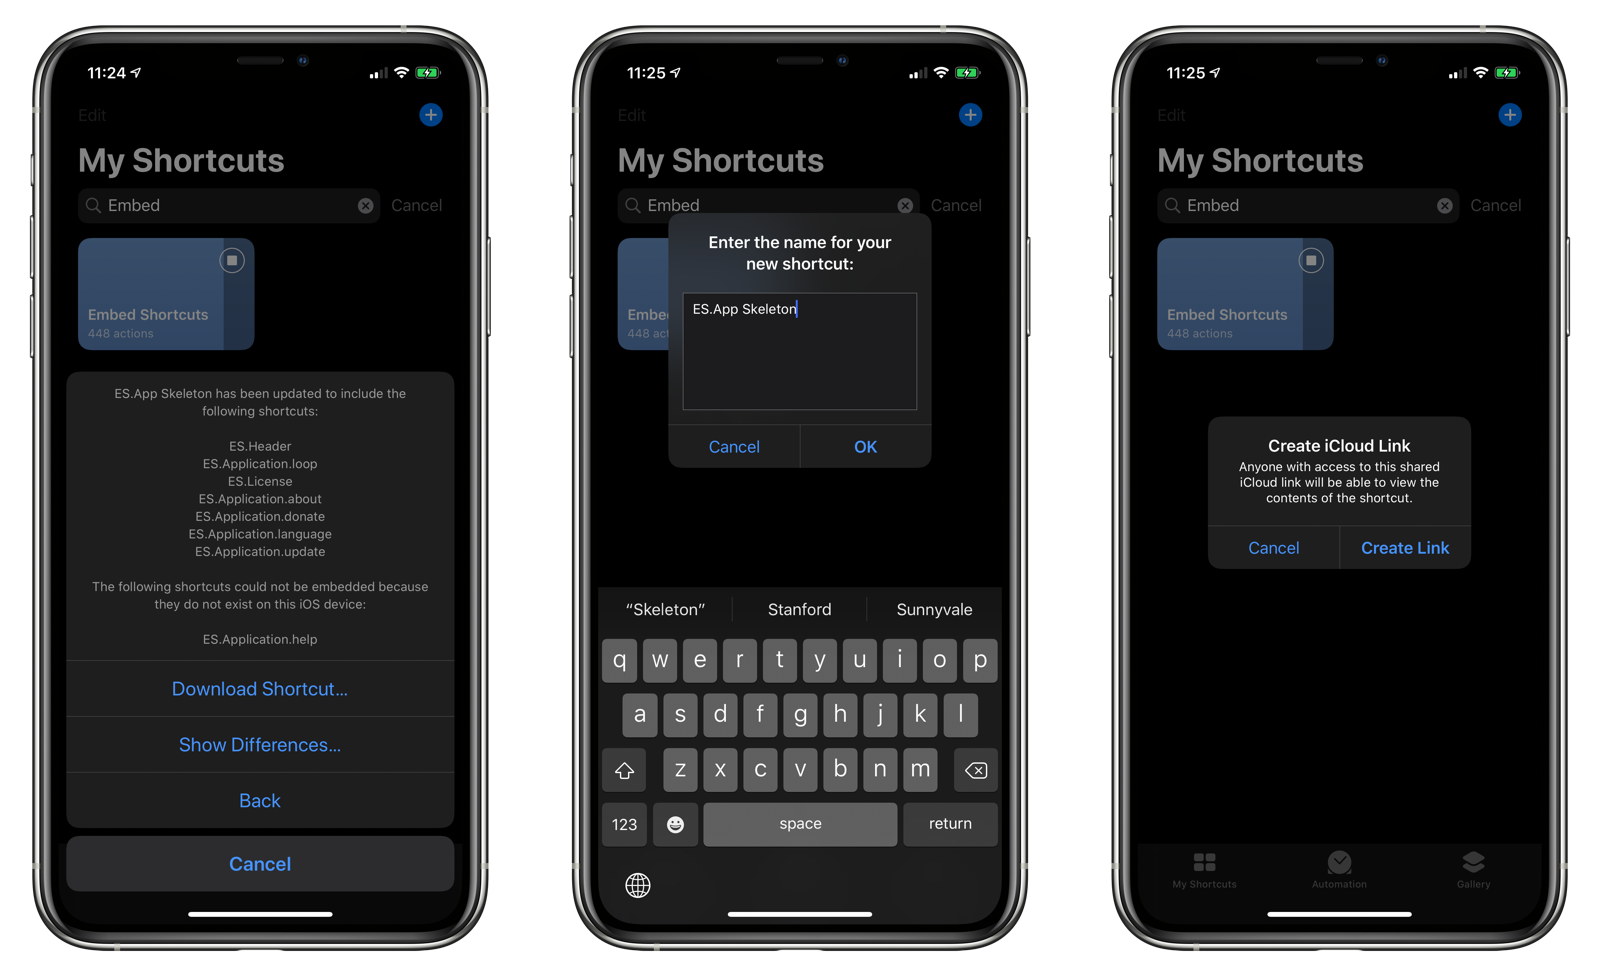 11:24
Edit
My Shortcuts
Embed
Cancel
Embed Shortcuts
448 actions
ES.App Skeleton has been updated to include the
following shortcuts:
ES.Header
ES.Application.loop
ES.License
ES.Application.about
ES.Application.donate
ES.Application.language
ES.Application.update
The following shortcuts could not be embedded because
they do not exist on this iOS device:
ES.Application.help
Download Shortcut...
Show Differences...
Back
Cancel
11:25
Edit
My Shortcuts
Embed
Cancel
Embe
448 act
Enter the name for your
new shortcut:
ES.App Skeleton
Cancel OK
“Skeleton” Stanford Sunnyvale
q w e r t y u i o p
a s d f g h j k l
z x c v b n m
123 space return
11:25
Edit
My Shortcuts
Embed
Cancel
Embed Shortcuts
448 actions
Create iCloud Link
Anyone with access to this shared
iCloud link will be able to view the
contents of the shortcut.
Cancel Create Link
My Shortcuts Automation Gallery